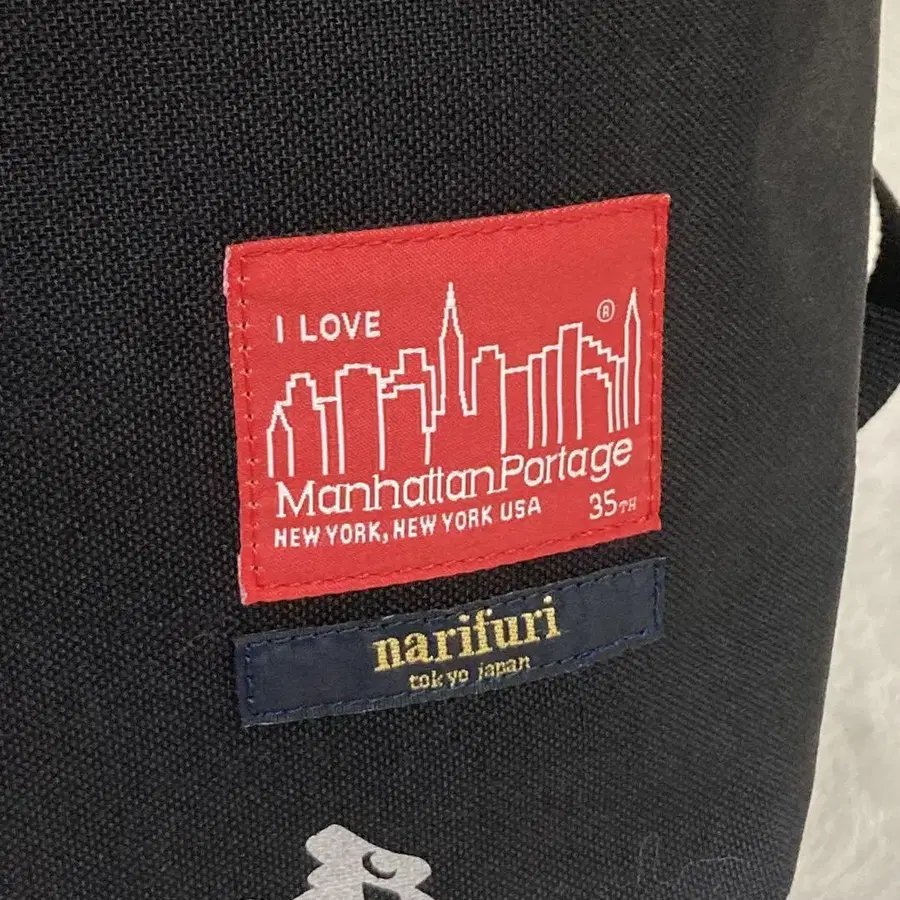 I LOVE
®
Manhattan Portage
NEW YORK, NEW YORK USA
35TH
narifuri
tokyo japan